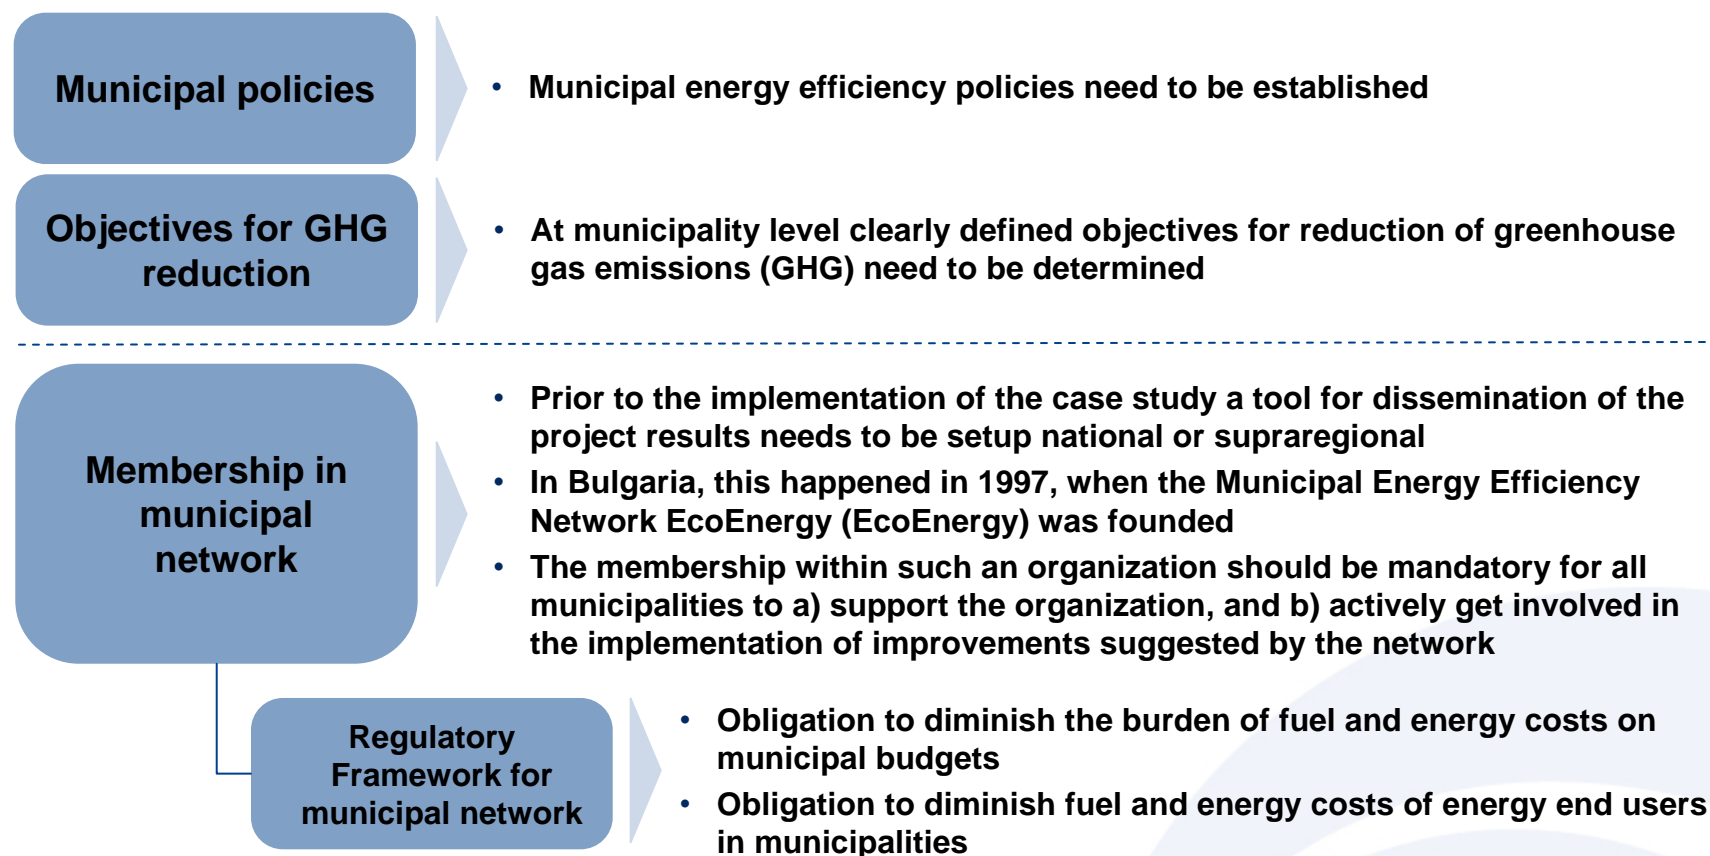 Municipal policies
• Municipal energy efficiency policies need to be established
Objectives for GHG
reduction
• At municipality level clearly defined objectives for reduction of greenhouse
gas emissions (GHG) need to be determined
Membership in
municipal
network
• Prior to the implementation of the case study a tool for dissemination of the
project results needs to be setup national or supraregional
• In Bulgaria, this happened in 1997, when the Municipal Energy Efficiency
Network EcoEnergy (EcoEnergy) was founded
• The membership within such an organization should be mandatory for all
municipalities to a) support the organization, and b) actively get involved in
the implementation of improvements suggested by the network
Regulatory
Framework for
municipal network
• Obligation to diminish the burden of fuel and energy costs on
municipal budgets
• Obligation to diminish fuel and energy costs of energy end users
in municipalities